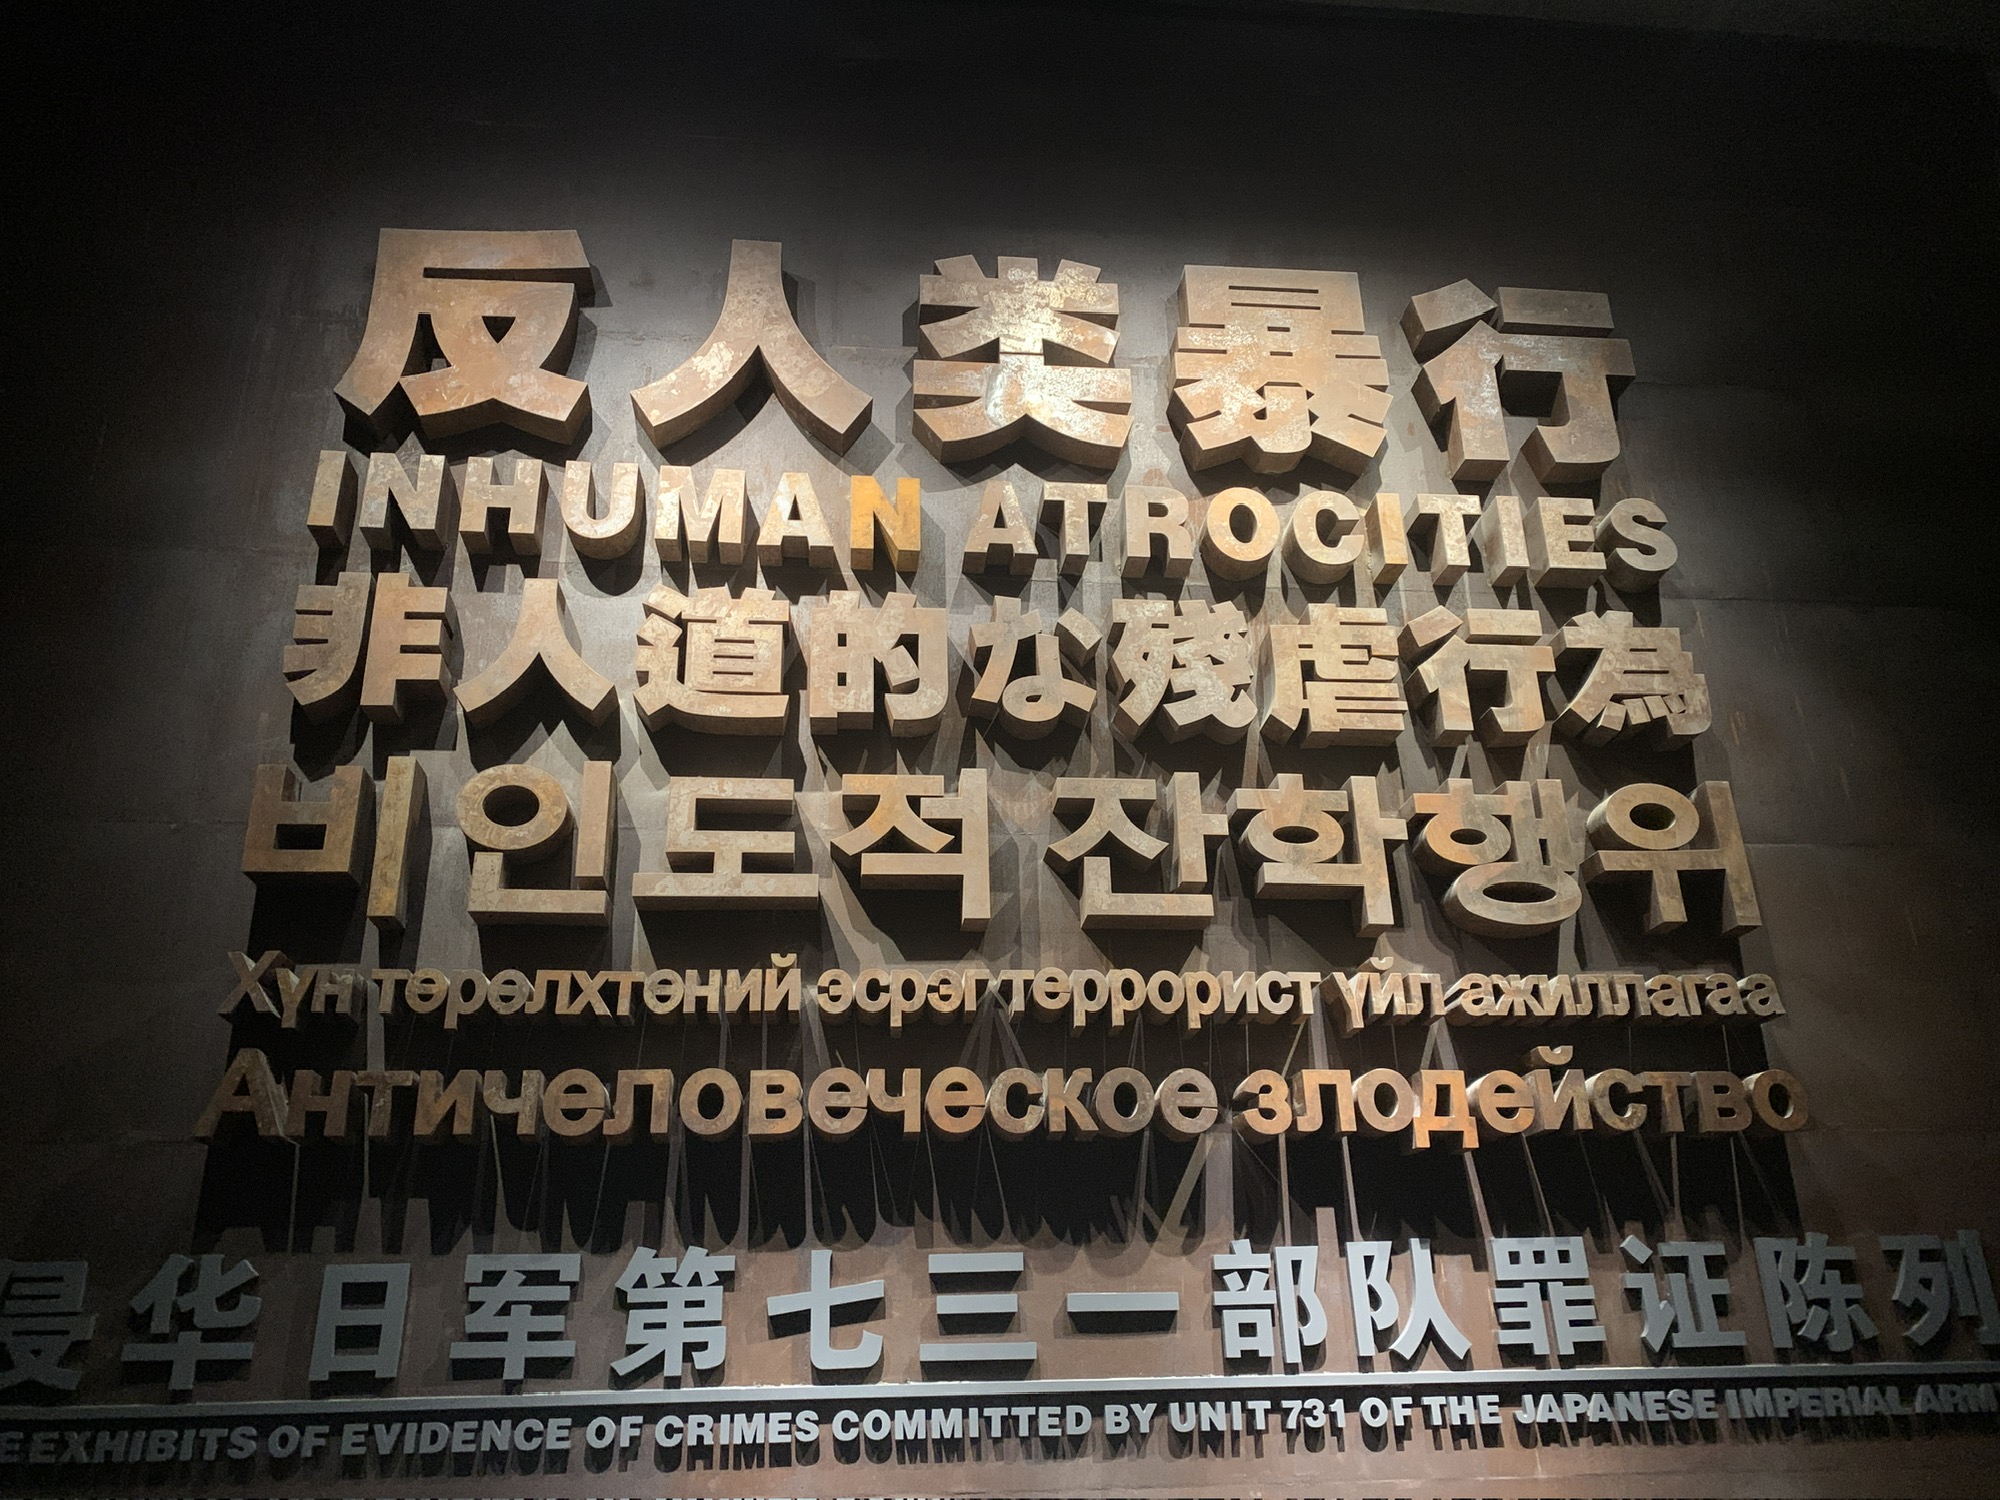 反人类暴行
INHUMAN ATROCITIES
非人道的な殘虐行為
비인도적 잔학행위
Хүн төрөлхтөний эсрэг террорист үйл ажиллагаа
Античеловеческое злодейство
侵华日军第七三一部队罪证陈列
EXHIBITS OF EVIDENCE OF CRIMES COMMITTED BY UNIT 731 OF THE JAPANESE IMPERIAL ARMY